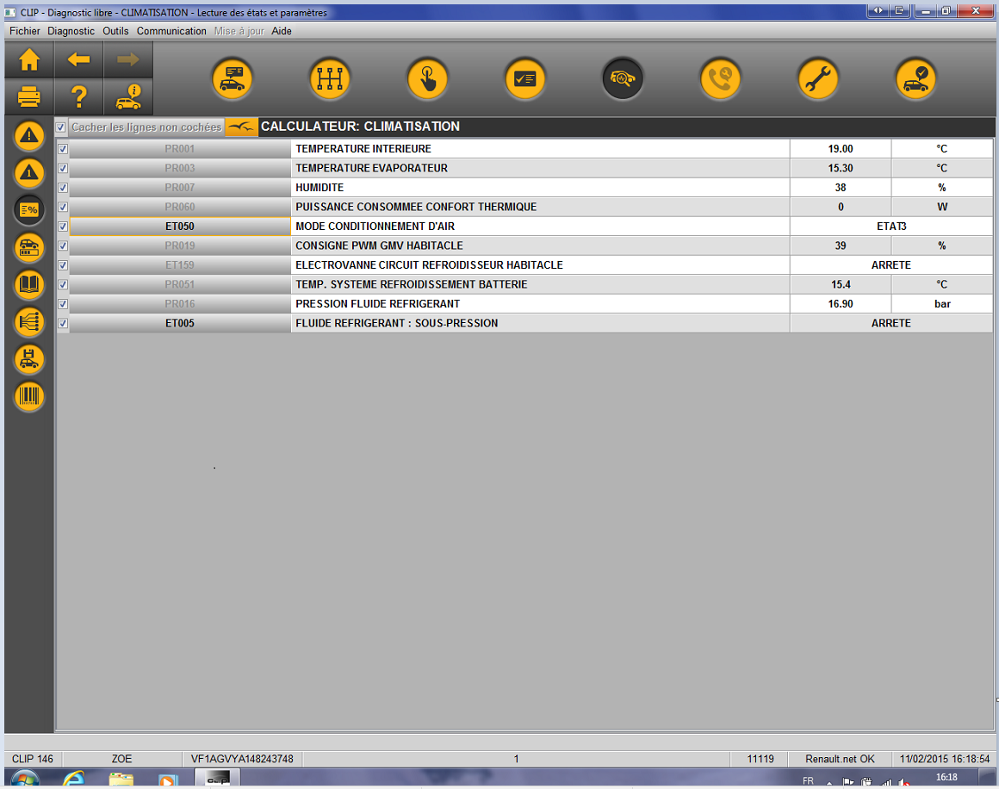 CLIP - Diagnostic libre - CLIMATISATION - Lecture des états et paramètres
Fichier Diagnostic Outils Communication Mise à jour Aide
Cacher les lignes non cochées CALCULATEUR: CLIMATISATION
PR001 TEMPERATURE INTERIEURE 19.00 °C
PR003 TEMPERATURE EVAPORATEUR 15.30 °C
PR007 HUMIDITE 38 %
PR060 PUISSANCE CONSOMMEE CONFORT THERMIQUE 0 W
ET050 MODE CONDITIONNEMENT D'AIR ETAT3
PR019 CONSIGNE PWM GMV HABITACLE 39 %
ET159 ELECTROVANNE CIRCUIT REFROIDISSEUR HABITACLE ARRETE
PR051 TEMP. SYSTEME REFROIDISSEMENT BATTERIE 15.4 °C
PR016 PRESSION FLUIDE REFRIGERANT 16.90 bar
ET005 FLUIDE REFRIGERANT : SOUS-PRESSION ARRETE
CLIP 146 ZOE VF1AGVYA148243748 1 11119 Renault.net OK 11/02/2015 16:18:54
FR 16:18